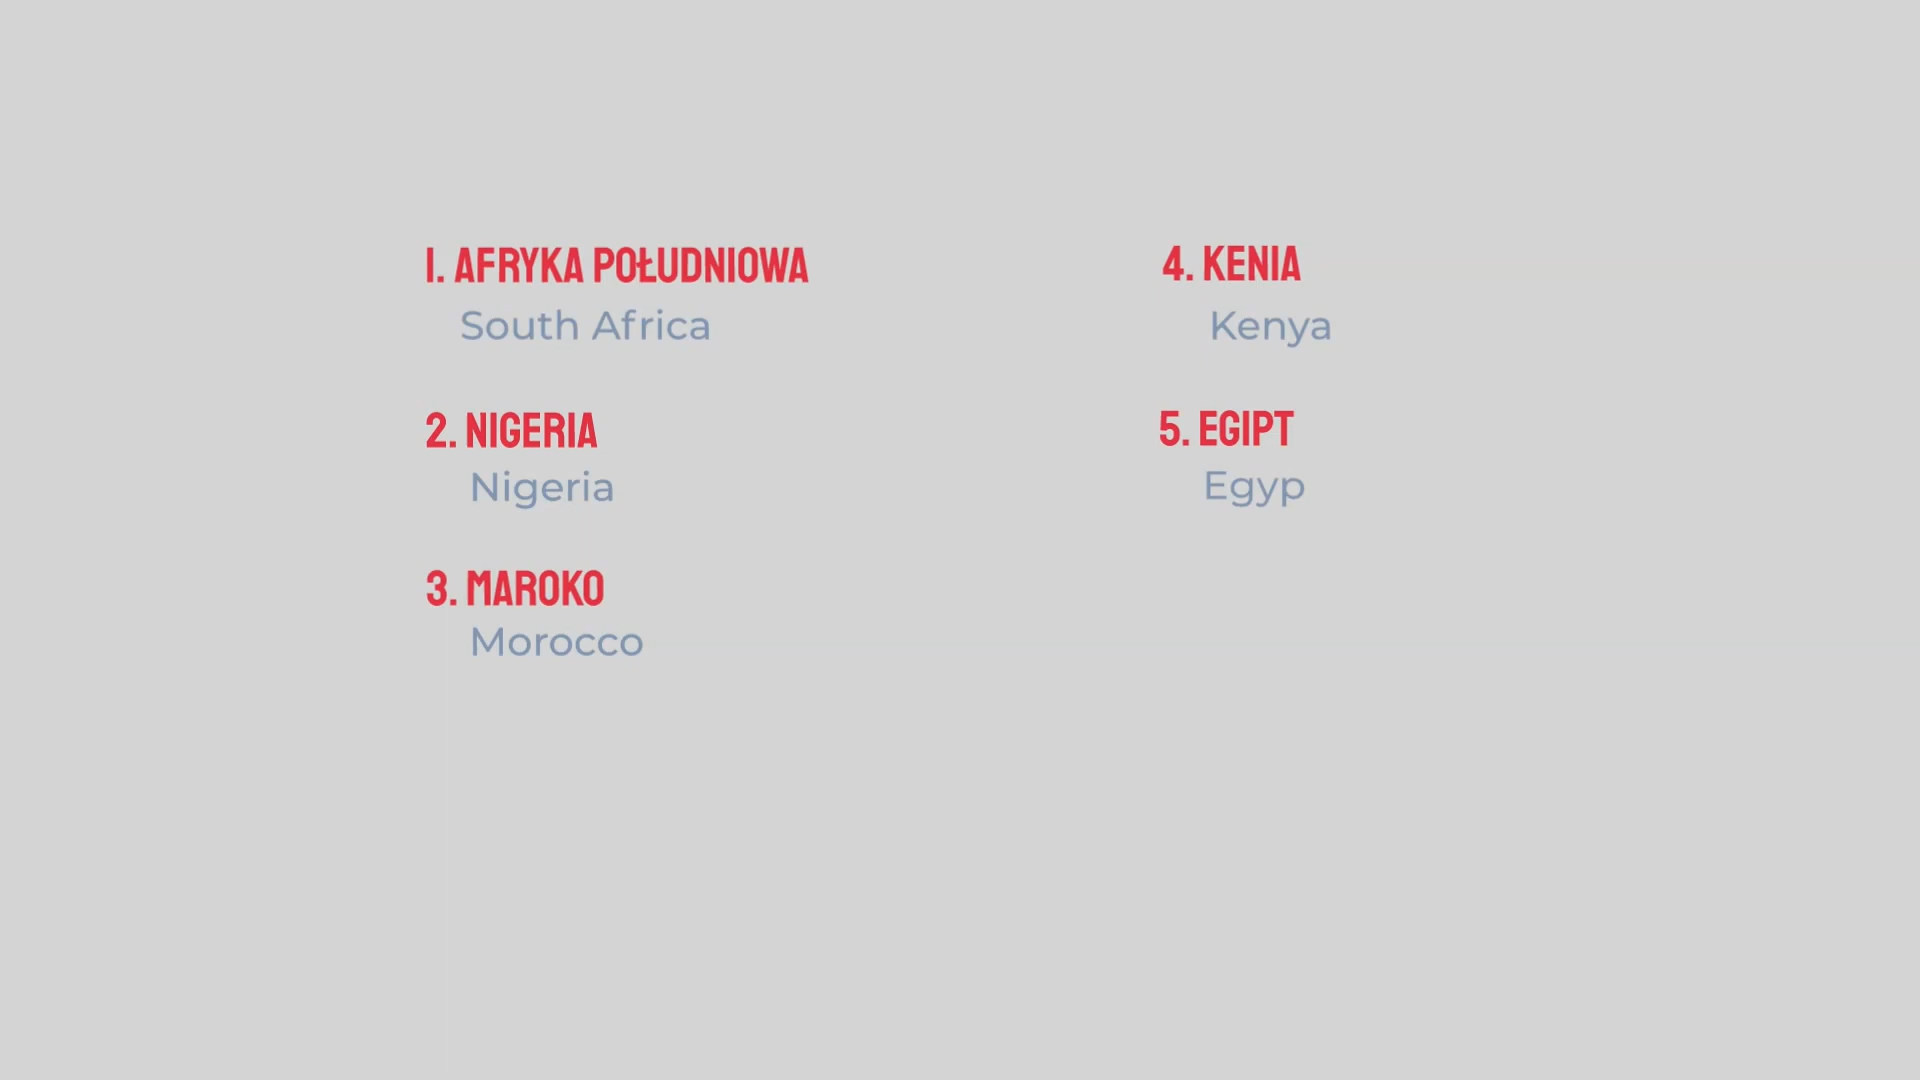 1. AFRYKA POŁUDNIOWA
South Africa
2. NIGERIA
Nigeria
3. MAROKO
Morocco
4. KENIA
Kenya
5. EGIPT
Egyp